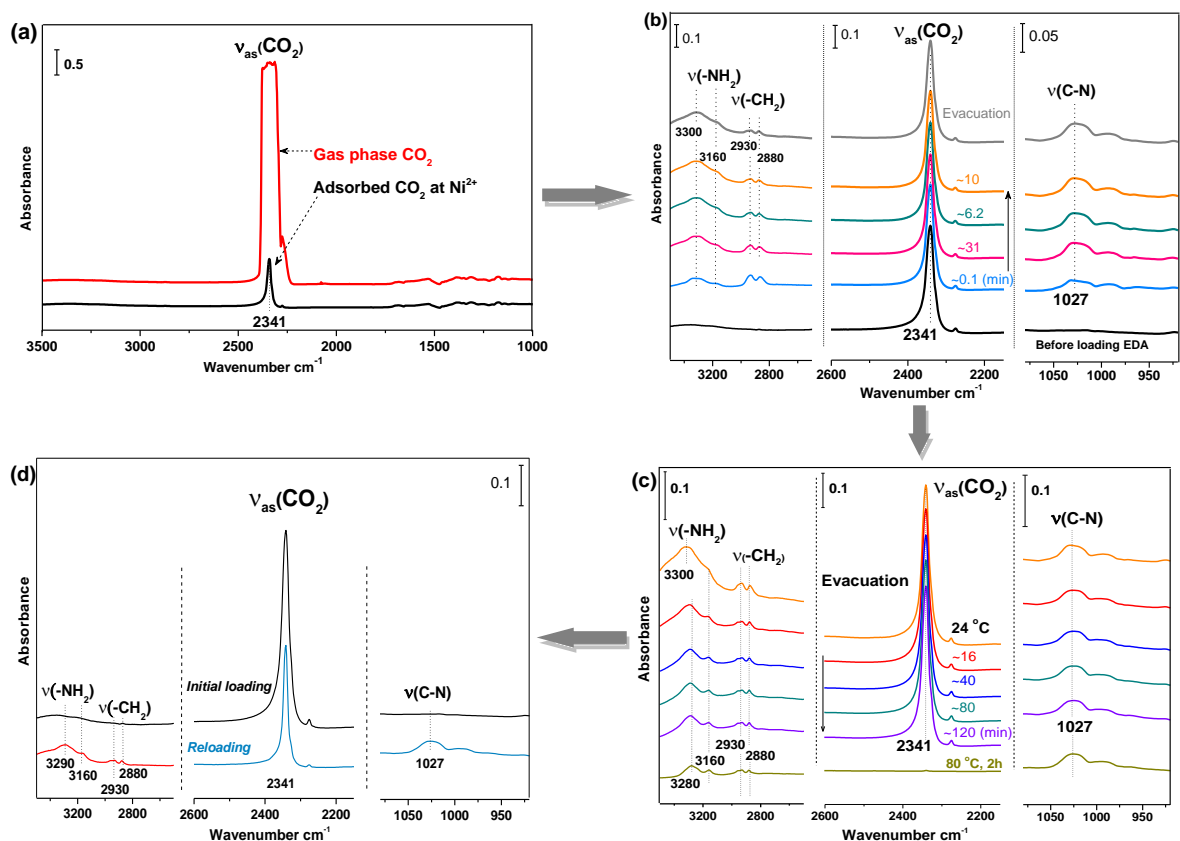 (a)
0.5
νas(CO2)
Gas phase CO2
Adsorbed CO2 at Ni2+
2341
Absorbance
3500 3000 2500 2000 1500 1000
Wavenumber cm-1
(b)
0.1
0.1
0.05
νas(CO2)
ν(-NH2)
ν(-CH2)
ν(C-N)
Evacuation
3300
3160
2930
2880
~10
~6.2
~31
~0.1 (min)
2341
1027
Before loading EDA
Absorbance
3200 2800 2600 2400 2200 1050 1000 950
Wavenumber cm-1
(d)
0.1
νas(CO2)
ν(-NH2)
ν(-CH2)
Initial loading
ν(C-N)
Reloading
3290
3160
2930
2880
2341
1027
Absorbance
3200 2800 2600 2400 2200 1050 1000 950
Wavenumber cm-1
(c)
0.1
0.1
0.1
νas(CO2)
ν(-NH2)
ν(-CH2)
ν(C-N)
3300
Evacuation
24 °C
~16
~40
~80
~120 (min)
2930
2880
2341
1027
3280
3160
80 °C, 2h
Absorbance
3200 2800 2600 2400 2200 1050 1000 950
Wavenumber cm-1